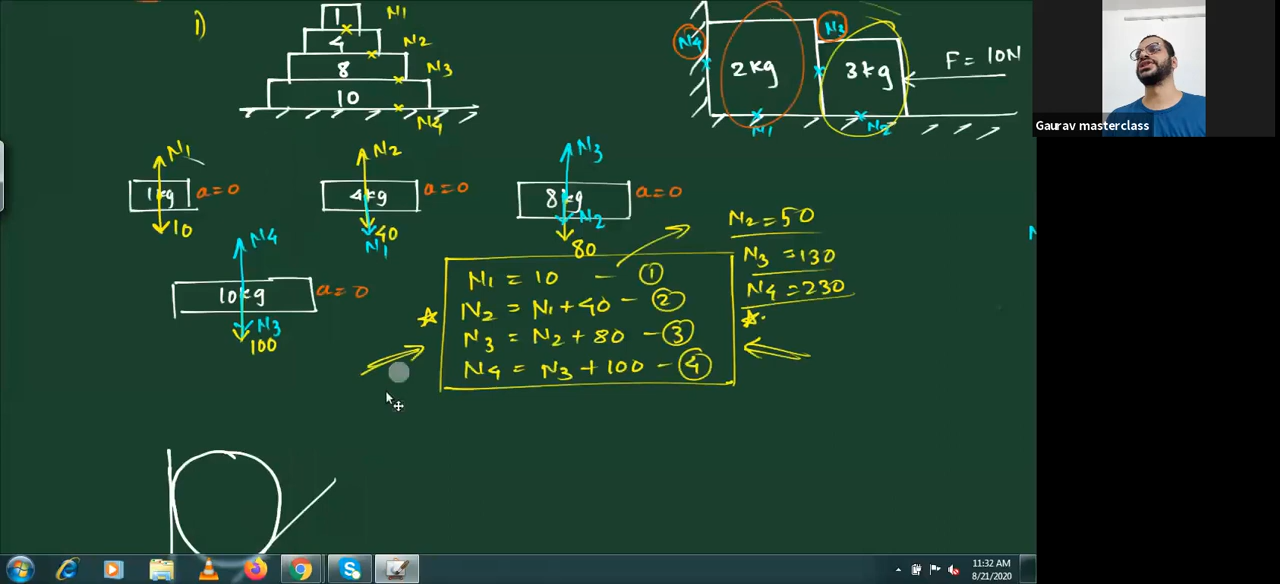 1)
1
N1
4
N2
8
N3
10
N4
N4
2kg
N3
3kg
F = 10N
N1
N2
N1
1kg
a=0
10
N2
4kg
a=0
40
N1
N3
8kg
a=0
N2
80
N4
10kg
a=0
N3
100
N1 = 10 — ①
N2 = N1+40 — ②
N3 = N2+80 — ③
N4 = N3+100 — ④
N2=50
N3=130
N4=230
Gaurav masterclass
11:32 AM
8/21/2020